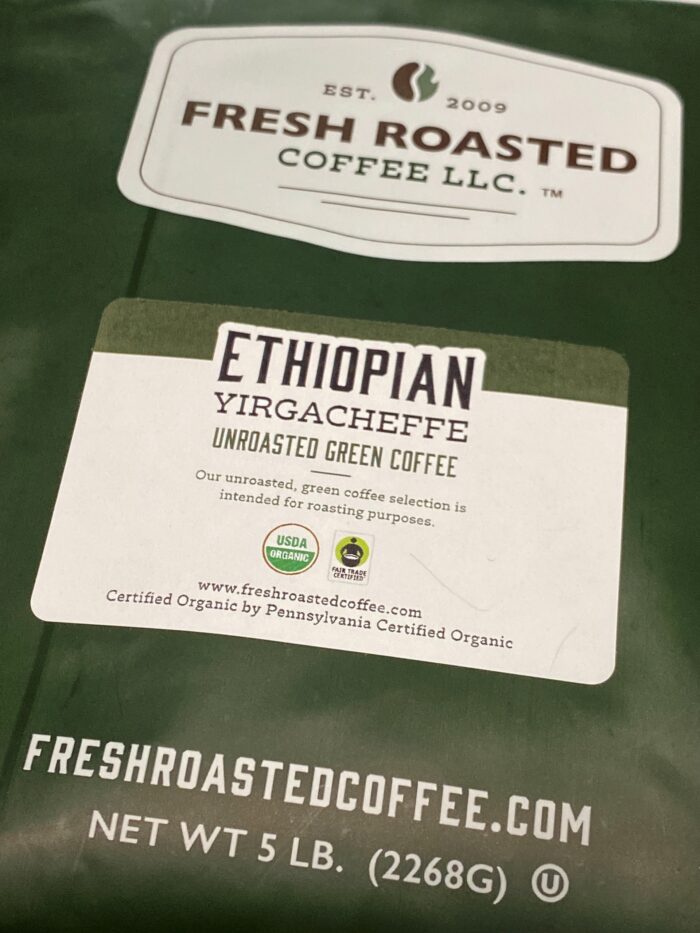 EST. 2009
FRESH ROASTED
COFFEE LLC. ™
ETHIOPIAN
YIRGACHEFFE
UNROASTED GREEN COFFEE
Our unroasted, green coffee selection is
intended for roasting purposes.
USDA
ORGANIC
FAIR TRADE
CERTIFIED
www.freshroastedcoffee.com
Certified Organic by Pennsylvania Certified Organic
FRESHROASTEDCOFFEE.COM
NET WT 5 LB. (2268G) U